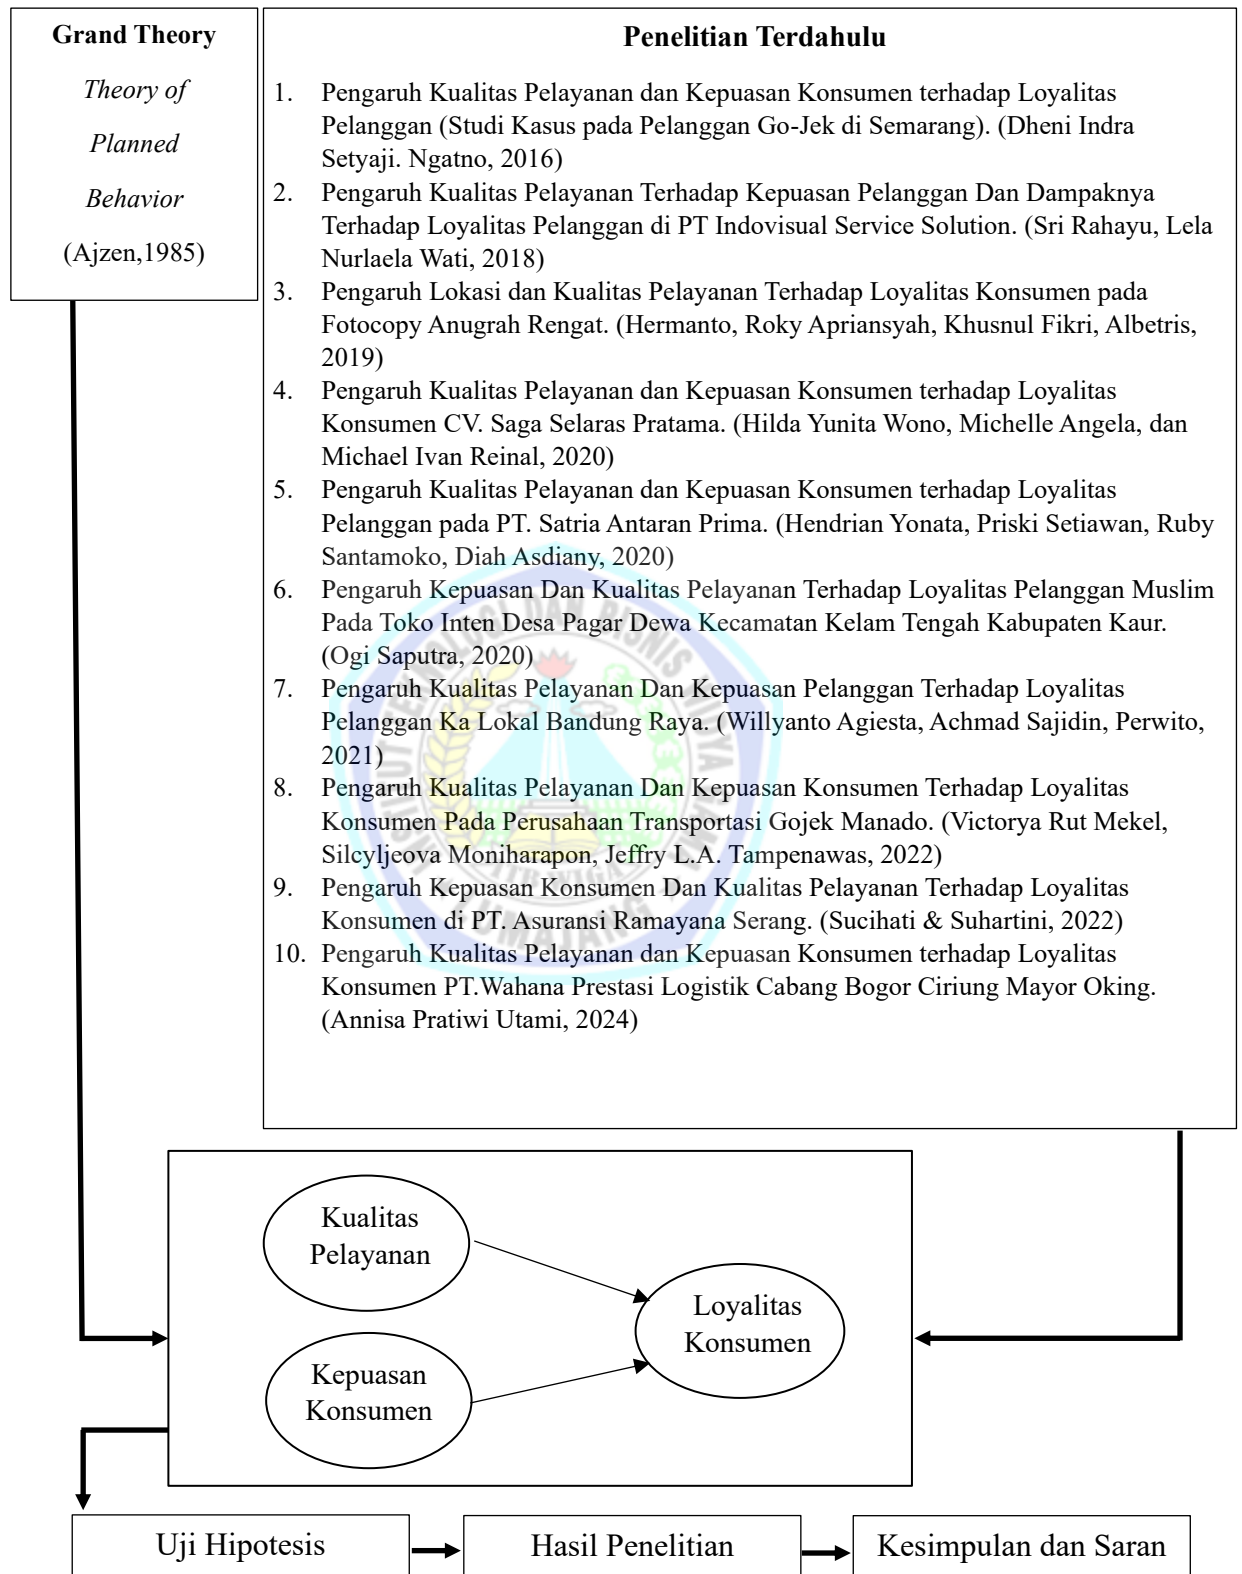 Grand Theory
Theory of
Planned
Behavior
(Ajzen,1985)
Penelitian Terdahulu
1. Pengaruh Kualitas Pelayanan dan Kepuasan Konsumen terhadap Loyalitas
Pelanggan (Studi Kasus pada Pelanggan Go-Jek di Semarang). (Dheni Indra
Setyaji. Ngatno, 2016)
2. Pengaruh Kualitas Pelayanan Terhadap Kepuasan Pelanggan Dan Dampaknya
Terhadap Loyalitas Pelanggan di PT Indovisual Service Solution. (Sri Rahayu, Lela
Nurlaela Wati, 2018)
3. Pengaruh Lokasi dan Kualitas Pelayanan Terhadap Loyalitas Konsumen pada
Fotocopy Anugrah Rengat. (Hermanto, Roky Apriansyah, Khusnul Fikri, Albetris,
2019)
4. Pengaruh Kualitas Pelayanan dan Kepuasan Konsumen terhadap Loyalitas
Konsumen CV. Saga Selaras Pratama. (Hilda Yunita Wono, Michelle Angela, dan
Michael Ivan Reinal, 2020)
5. Pengaruh Kualitas Pelayanan dan Kepuasan Konsumen terhadap Loyalitas
Pelanggan pada PT. Satria Antaran Prima. (Hendrian Yonata, Priski Setiawan, Ruby
Santamoko, Diah Asdiany, 2020)
6. Pengaruh Kepuasan Dan Kualitas Pelayanan Terhadap Loyalitas Pelanggan Muslim
Pada Toko Inten Desa Pagar Dewa Kecamatan Kelam Tengah Kabupaten Kaur.
(Ogi Saputra, 2020)
7. Pengaruh Kualitas Pelayanan Dan Kepuasan Pelanggan Terhadap Loyalitas
Pelanggan Ka Lokal Bandung Raya. (Willyanto Agiesta, Achmad Sajidin, Perwito,
2021)
8. Pengaruh Kualitas Pelayanan Dan Kepuasan Konsumen Terhadap Loyalitas
Konsumen Pada Perusahaan Transportasi Gojek Manado. (Victorya Rut Mekel,
Silcyljeova Moniharapon, Jeffry L.A. Tampenawas, 2022)
9. Pengaruh Kepuasan Konsumen Dan Kualitas Pelayanan Terhadap Loyalitas
Konsumen di PT. Asuransi Ramayana Serang. (Sucihati & Suhartini, 2022)
10. Pengaruh Kualitas Pelayanan dan Kepuasan Konsumen terhadap Loyalitas
Konsumen PT.Wahana Prestasi Logistik Cabang Bogor Ciriung Mayor Oking.
(Annisa Pratiwi Utami, 2024)
INSTITUT TEKNOLOGI DAN BISNIS WIDYA GAMA
LUMAJANG
ITB WIGA
Kualitas
Pelayanan
Kepuasan
Konsumen
Loyalitas
Konsumen
Uji Hipotesis
Hasil Penelitian
Kesimpulan dan Saran